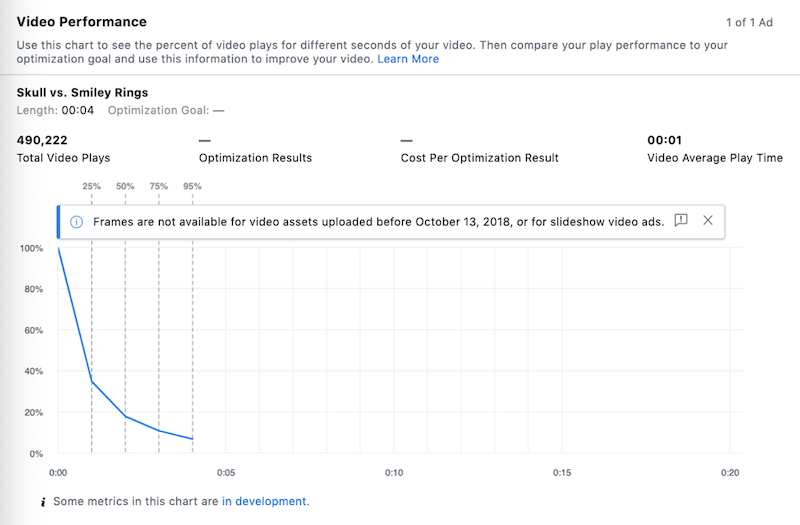 Video Performance
1 of 1 Ad
Use this chart to see the percent of video plays for different seconds of your video. Then compare your play performance to your
optimization goal and use this information to improve your video. Learn More
Skull vs. Smiley Rings
Length: 00:04 Optimization Goal: —
490,222 — — 00:01
Total Video Plays Optimization Results Cost Per Optimization Result Video Average Play Time
25% 50% 75% 95%
Frames are not available for video assets uploaded before October 13, 2018, or for slideshow video ads.
100%
80%
60%
40%
20%
0%
0:00 0:05 0:10 0:15 0:20
i Some metrics in this chart are in development.